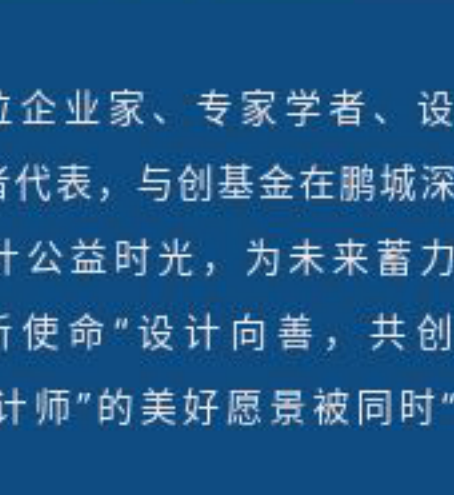 位企业家、专家学者、设
者代表，与创基金在鹏城深
计公益时光，为未来蓄力
新使命“设计向善，共创
计师”的美好愿景被同时“